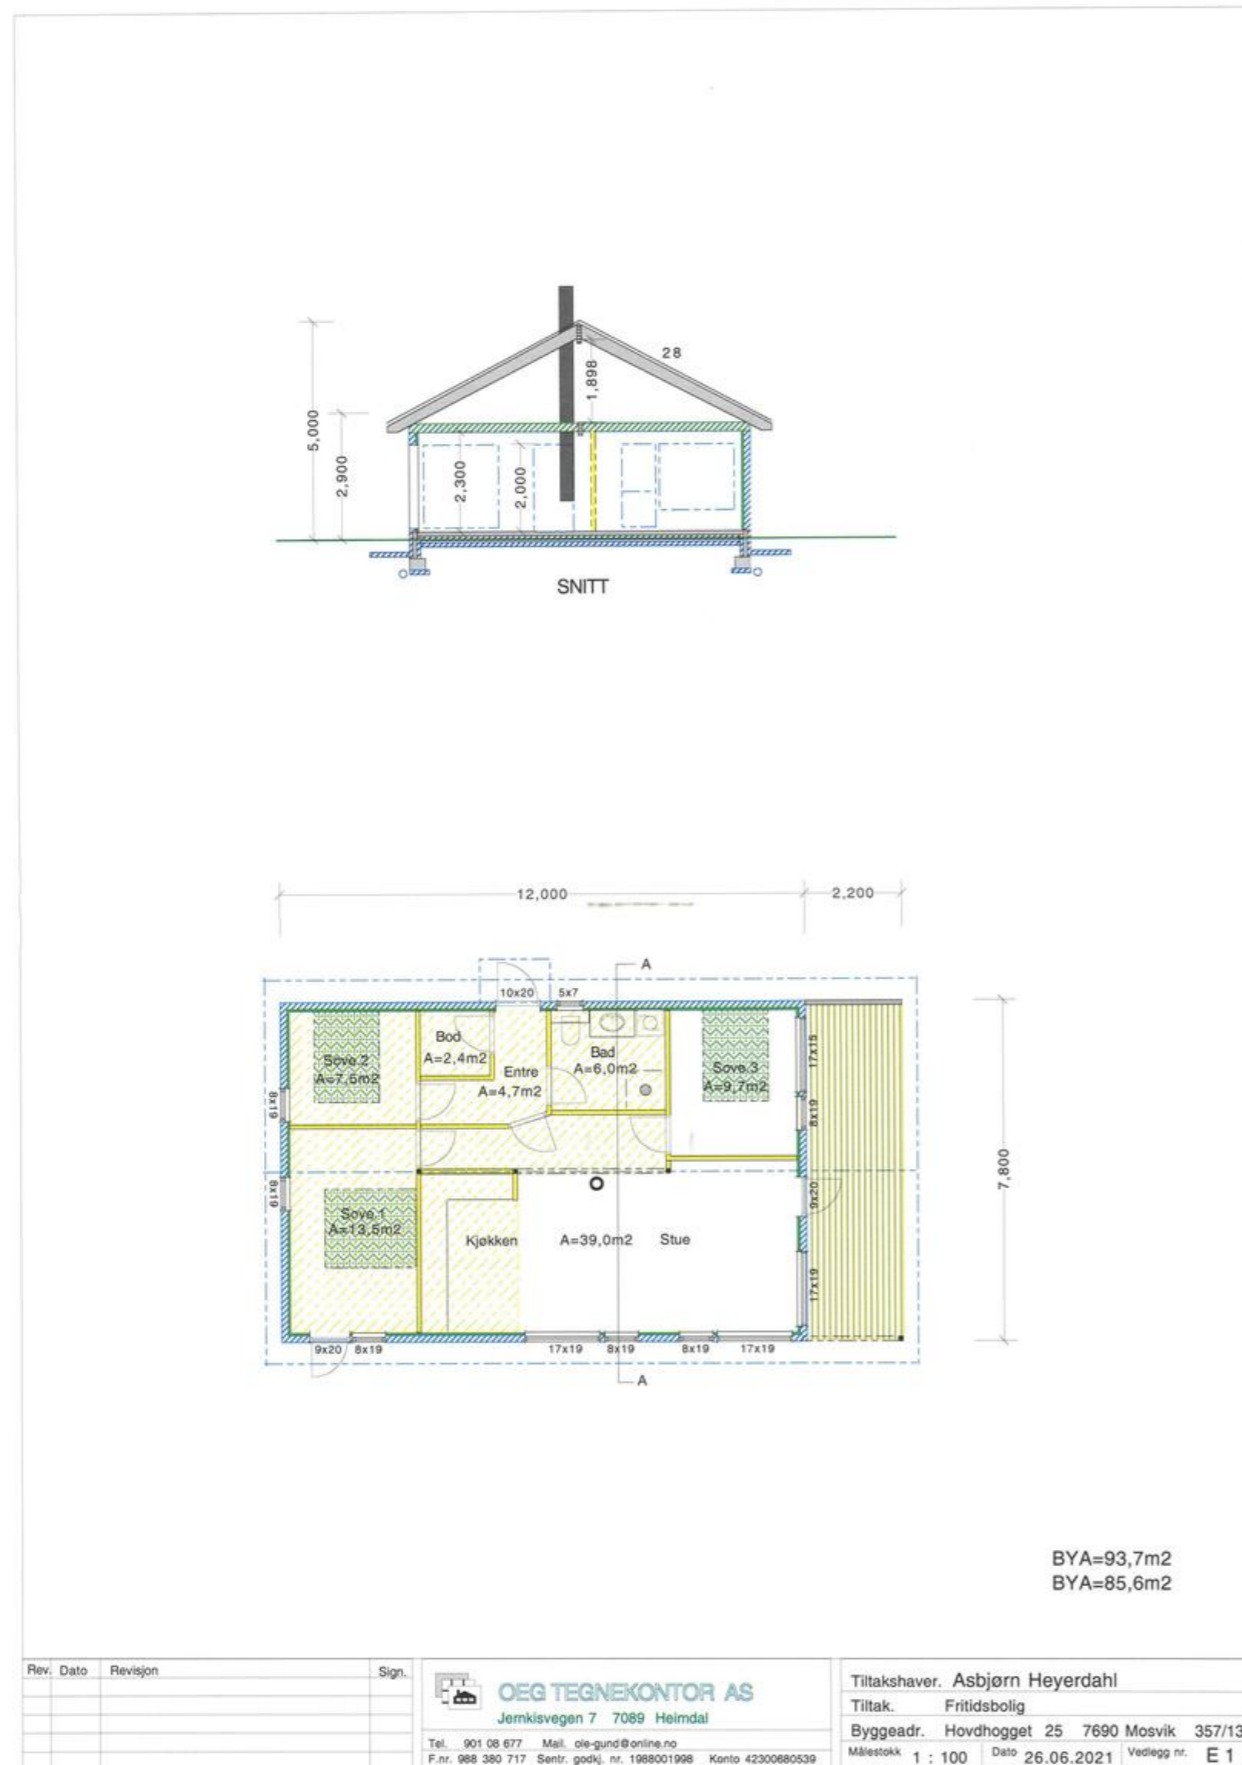 28
5,000
2,900
2,300
2,000
1,898
SNITT
12,000
2,200
A
10x20
5x7
Bod
A=2,4m2
Entre
A=4,7m2
Bad
A=6,0m2
Sove.2
A=7,5m2
Sove.3
A=9,7m2
17x15
8x19
8x19
7,800
8x19
9x20
Sove.1
A=13,5m2
Kjøkken
A=39,0m2
Stue
17x19
9x20
8x19
17x19
8x19
8x19
17x19
A
BYA=93,7m2
BYA=85,6m2
Rev. Dato Revisjon Sign.
OEG TEGNEKONTOR AS
Jernkisvegen 7 7089 Heimdal
Tel. 901 08 677 Mail. ole-gund@online.no
F.nr. 988 380 717 Sentr. godkj. nr. 1988001998 Konto 42300680539
Tiltakshaver. Asbjørn Heyerdahl
Tiltak. Fritidsbolig
Byggeadr. Hovdhogget 25 7690 Mosvik 357/13
Målestokk 1 : 100 Dato 26.06.2021 Vedlegg nr. E 1